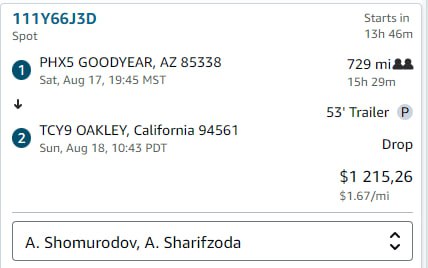 111Y66J3D
Starts in
Spot
13h 46m
1
PHX5 GOODYEAR, AZ 85338
729 mi
Sat, Aug 17, 19:45 MST
15h 29m
53' Trailer P
2
TCY9 OAKLEY, California 94561
Drop
Sun, Aug 18, 10:43 PDT
$1 215,26
$1.67/mi
A. Shomurodov, A. Sharifzoda